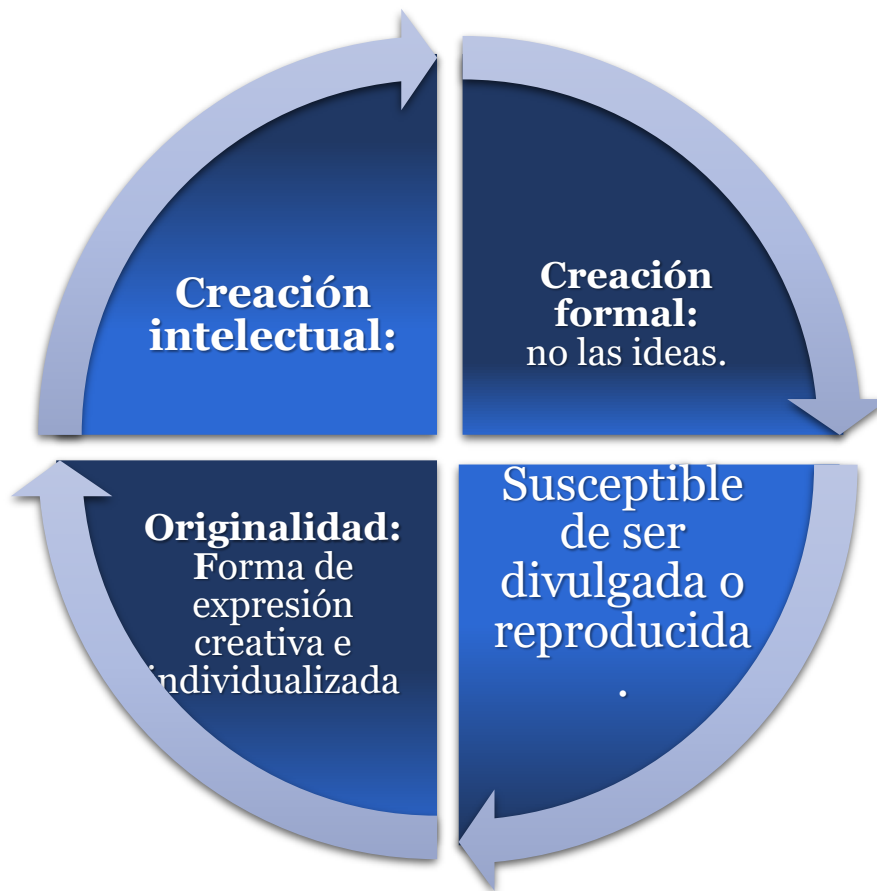 Creación
intelectual:
Creación
formal:
no las ideas.
Susceptible
de ser
divulgada o
reproducida
.
Originalidad:
Forma de
expresión
creativa e
individualizada